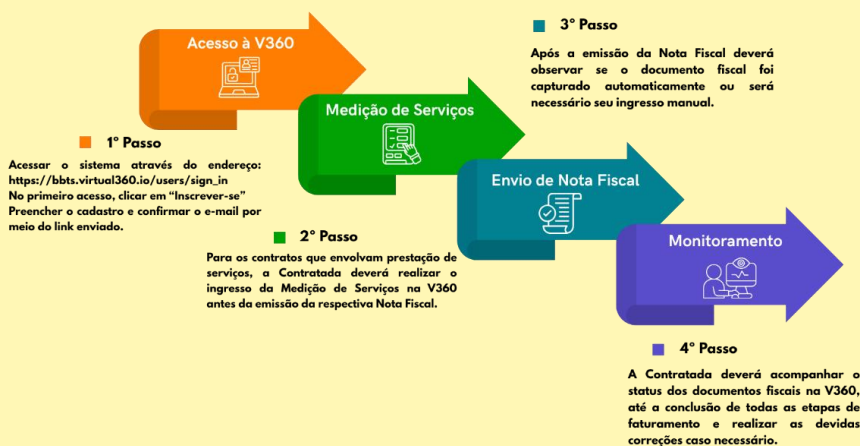 Acesso à V360
1º Passo
Acessar o sistema através do endereço:
https://bbts.virtual360.io/users/sign_in
No primeiro acesso, clicar em “Inscrever-se”
Preencher o cadastro e confirmar o e-mail por
meio do link enviado.
Medição de Serviços
2º Passo
Para os contratos que envolvam prestação de
serviços, a Contratada deverá realizar o
ingresso da Medição de Serviços na V360
antes da emissão da respectiva Nota Fiscal.
3º Passo
Após a emissão da Nota Fiscal deverá
observar se o documento fiscal foi
capturado automaticamente ou será
necessário seu ingresso manual.
Envio de Nota Fiscal
Monitoramento
4º Passo
A Contratada deverá acompanhar o
status dos documentos fiscais na V360,
até a conclusão de todas as etapas de
faturamento e realizar as devidas
correções caso necessário.